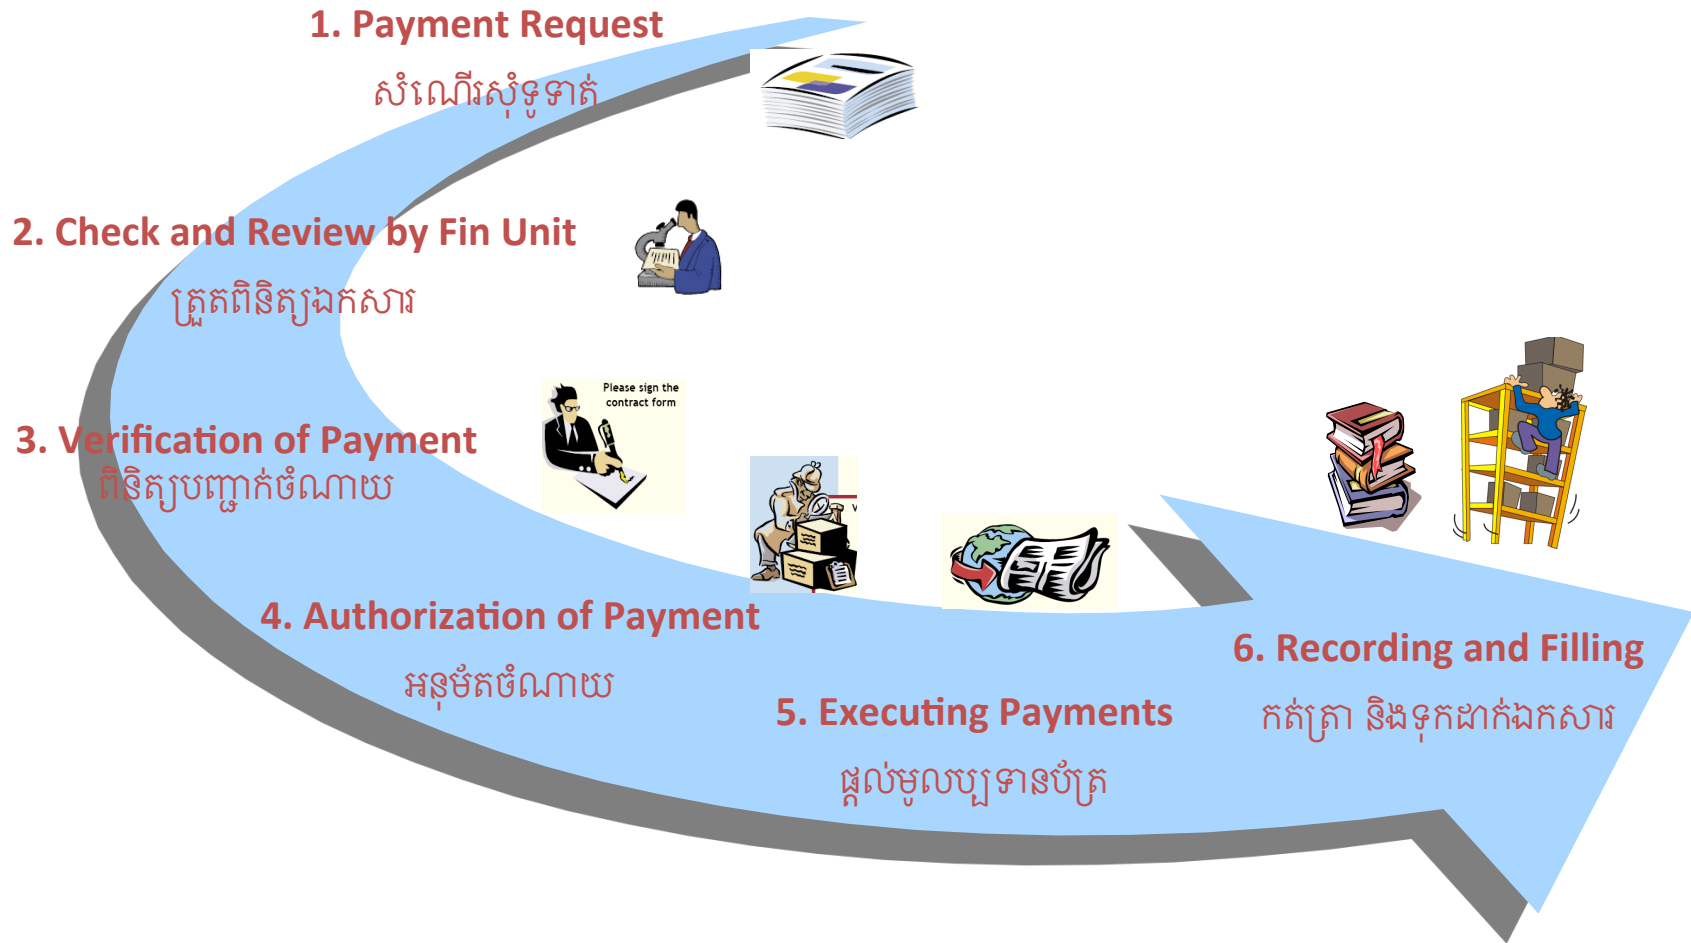 1. Payment Request
សំណើរសុំទូទាត់
2. Check and Review by Fin Unit
ត្រួតពិនិត្យឯកសារ
Please sign the
contract form
3. Verification of Payment
ពិនិត្យបញ្ជាក់ចំណាយ
4. Authorization of Payment
អនុម័តចំណាយ
5. Executing Payments
ផ្តល់មូលប្បទានប័ត្រ
6. Recording and Filling
កត់ត្រា និងទុកដាក់ឯកសារ